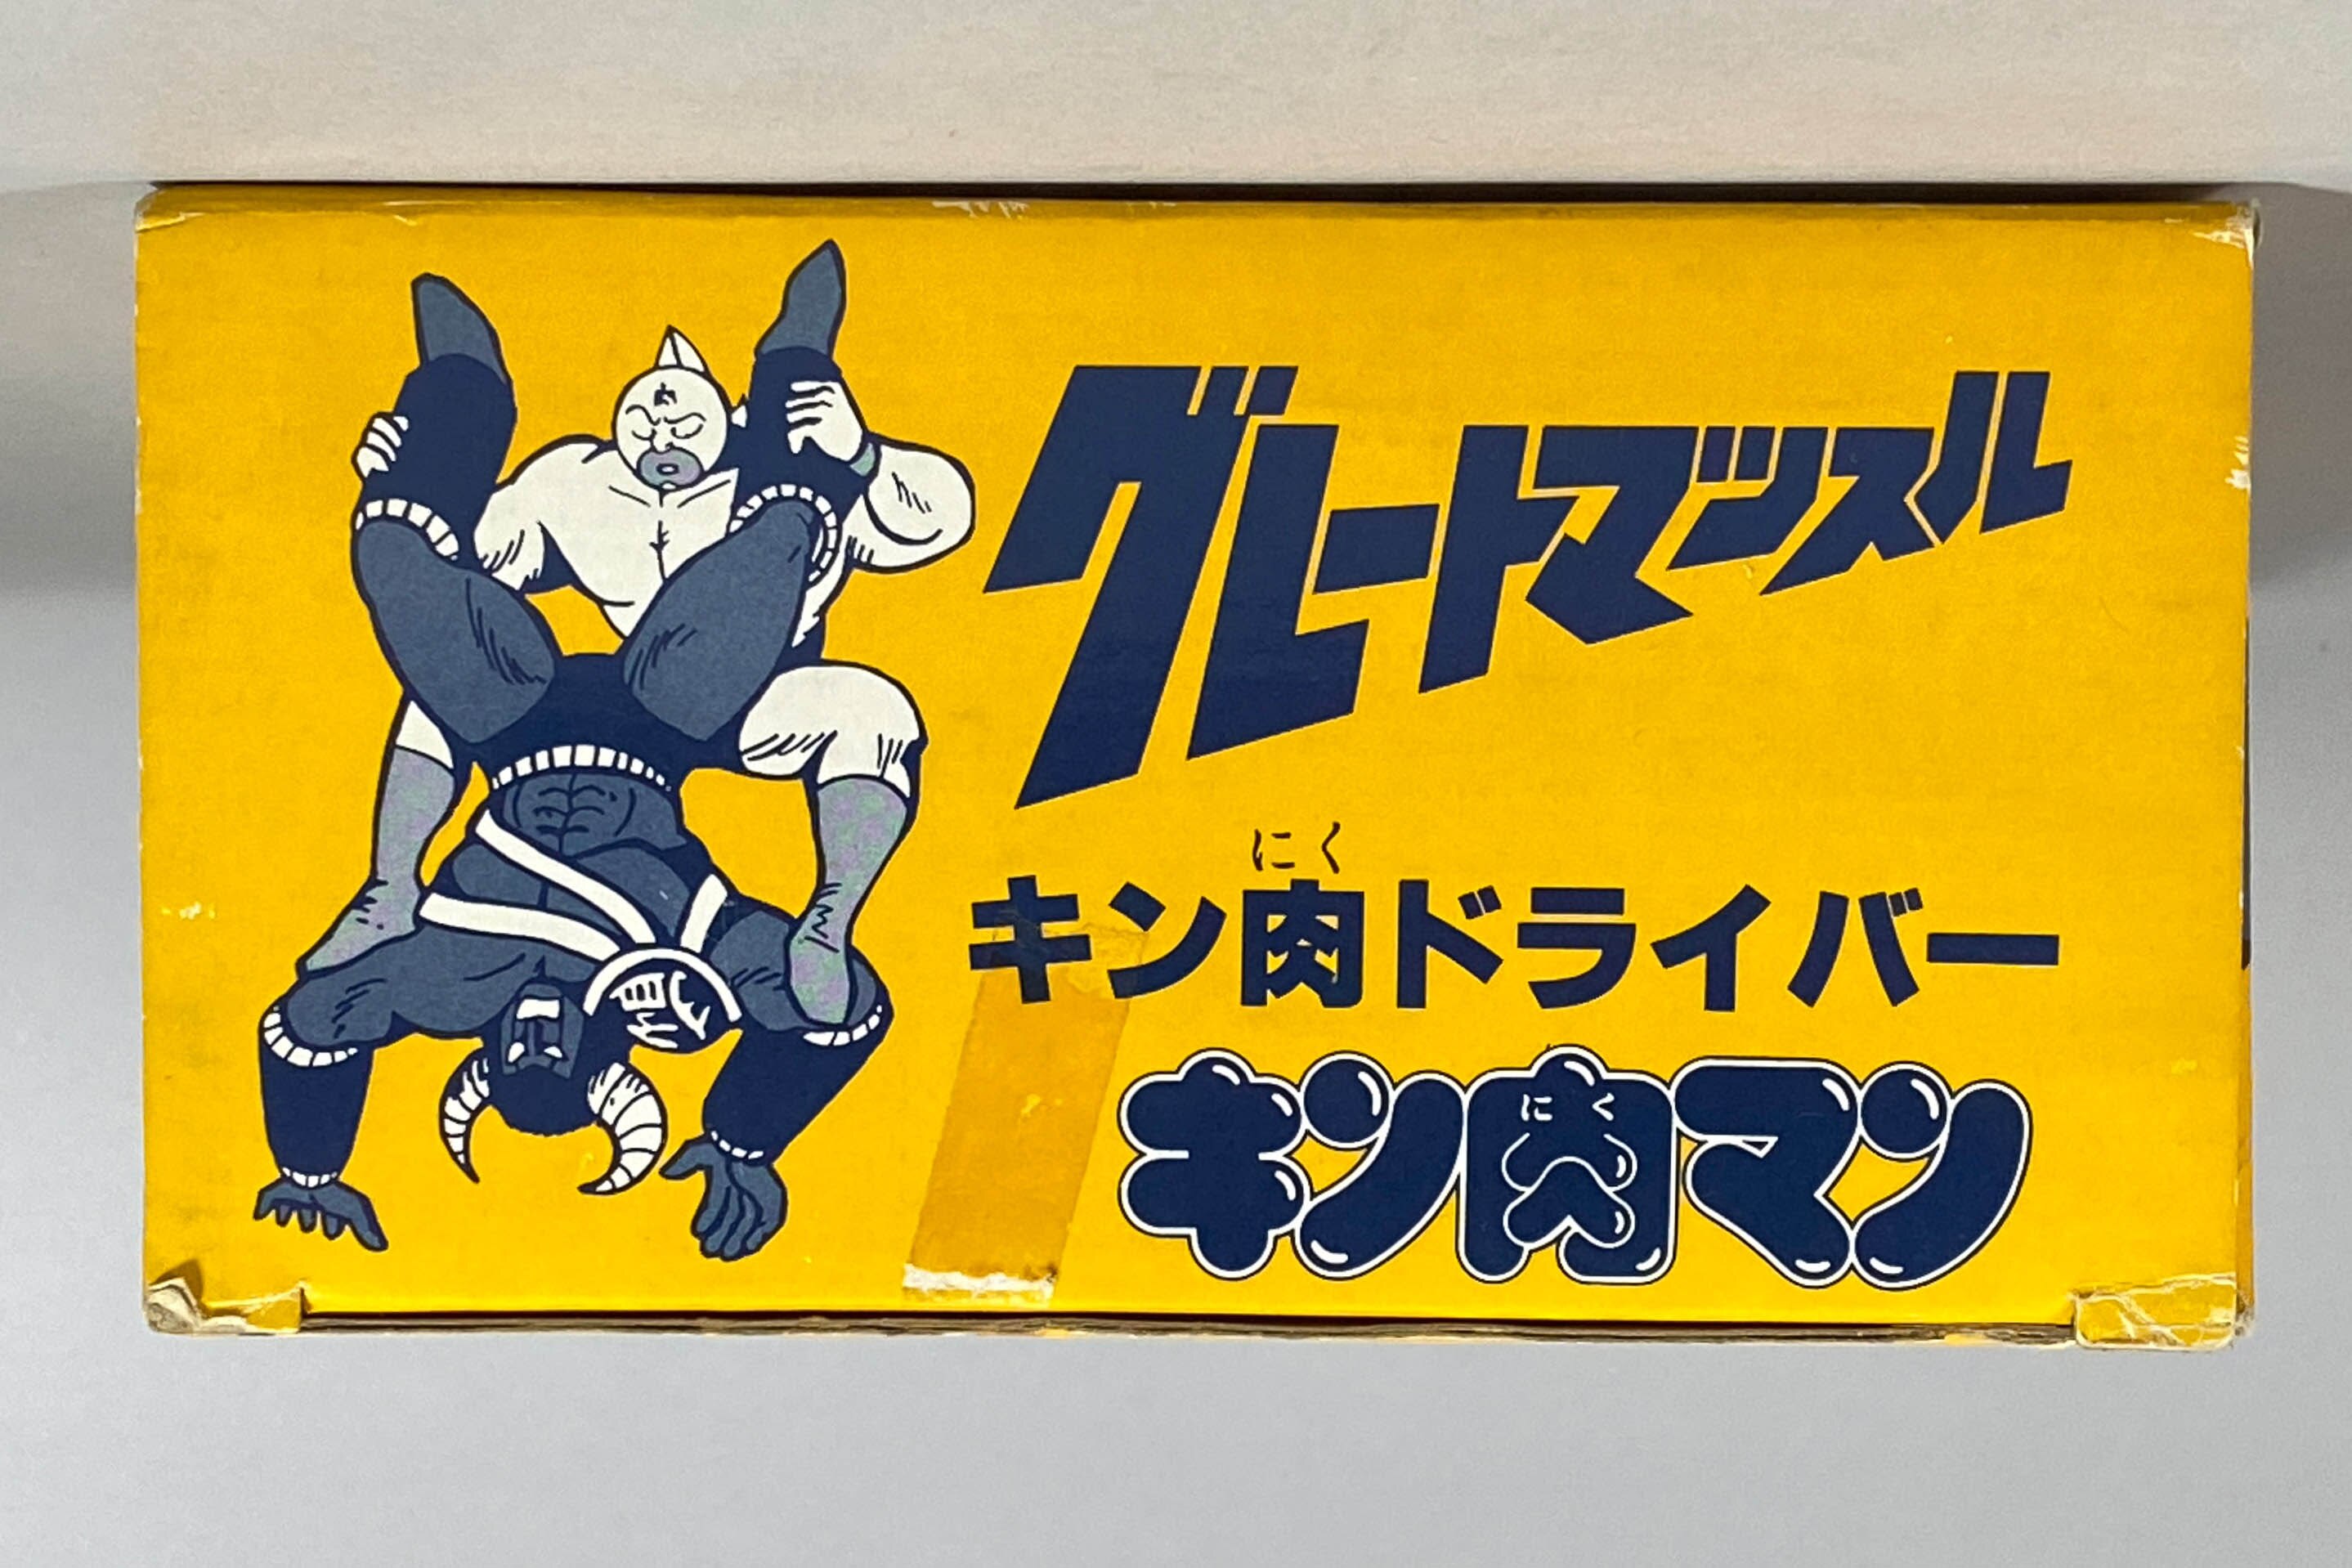 グレートマッスル
にく
キン肉ドライバー
にく
キン肉マン
肉